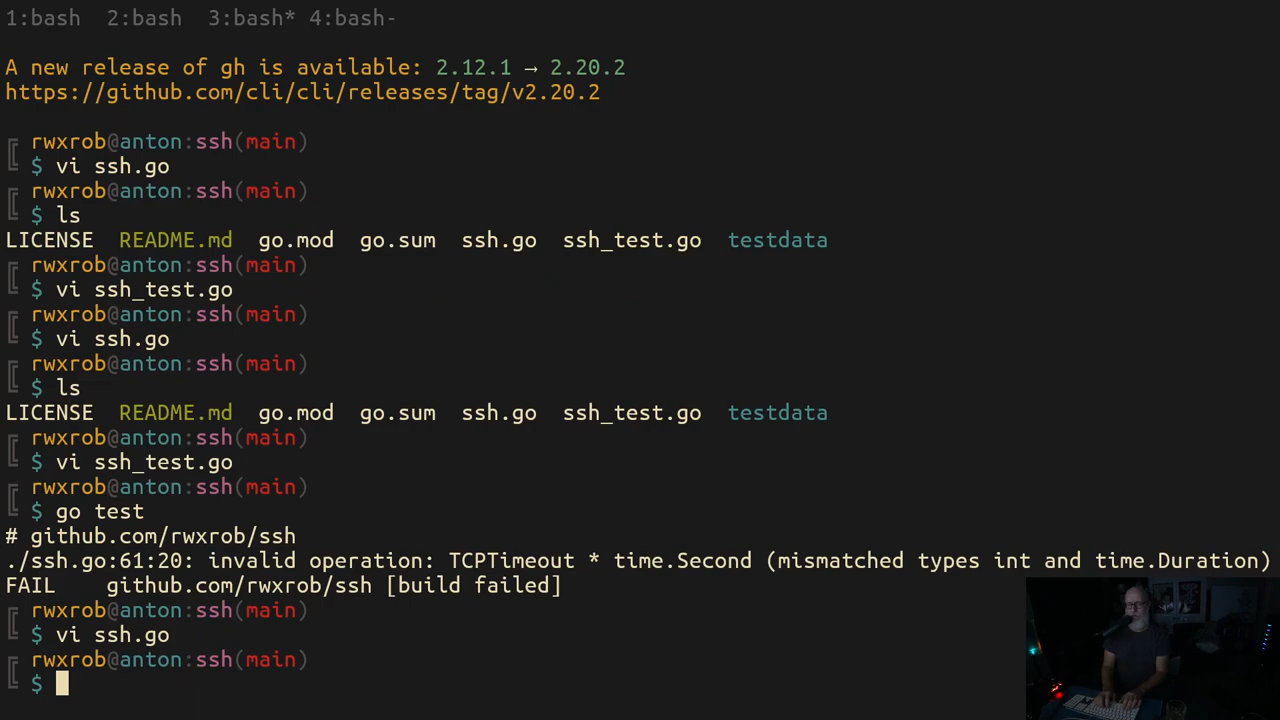 1:bash  2:bash  3:bash* 4:bash-
A new release of gh is available: 2.12.1 → 2.20.2
https://github.com/cli/cli/releases/tag/v2.20.2
rwxrob@anton:ssh(main)
$ vi ssh.go
rwxrob@anton:ssh(main)
$ ls
LICENSE  README.md  go.mod  go.sum  ssh.go  ssh_test.go  testdata
rwxrob@anton:ssh(main)
$ vi ssh_test.go
rwxrob@anton:ssh(main)
$ vi ssh.go
rwxrob@anton:ssh(main)
$ ls
LICENSE  README.md  go.mod  go.sum  ssh.go  ssh_test.go  testdata
rwxrob@anton:ssh(main)
$ vi ssh_test.go
rwxrob@anton:ssh(main)
$ go test
# github.com/rwxrob/ssh
./ssh.go:61:20: invalid operation: TCPTimeout * time.Second (mismatched types int and time.Duration)
FAIL    github.com/rwxrob/ssh [build failed]
rwxrob@anton:ssh(main)
$ vi ssh.go
rwxrob@anton:ssh(main)
$